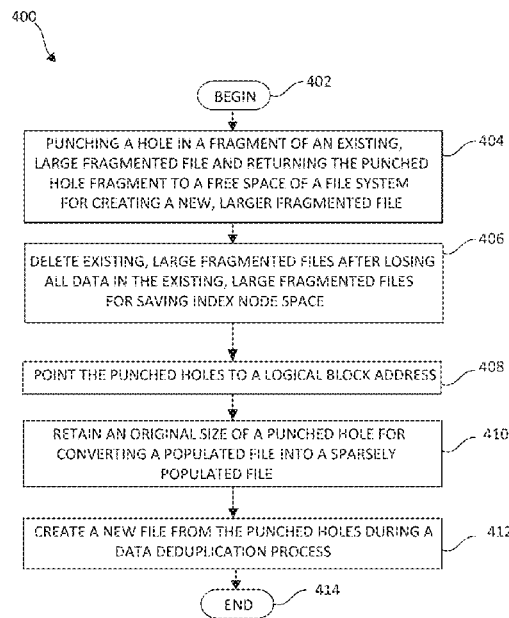 400
BEGIN
402
PUNCHING A HOLE IN A FRAGMENT OF AN EXISTING,
LARGE FRAGMENTED FILE AND RETURNING THE PUNCHED
HOLE FRAGMENT TO A FREE SPACE OF A FILE SYSTEM
FOR CREATING A NEW, LARGER FRAGMENTED FILE
404
DELETE EXISTING, LARGE FRAGMENTED FILES AFTER LOSING
ALL DATA IN THE EXISTING, LARGE FRAGMENTED FILES
FOR SAVING INDEX NODE SPACE
406
POINT THE PUNCHED HOLES TO A LOGICAL BLOCK ADDRESS
408
RETAIN AN ORIGINAL SIZE OF A PUNCHED HOLE FOR
CONVERTING A POPULATED FILE INTO A SPARSELY
POPULATED FILE
410
CREATE A NEW FILE FROM THE PUNCHED HOLES DURING A
DATA DEDUPLICATION PROCESS
412
END
414